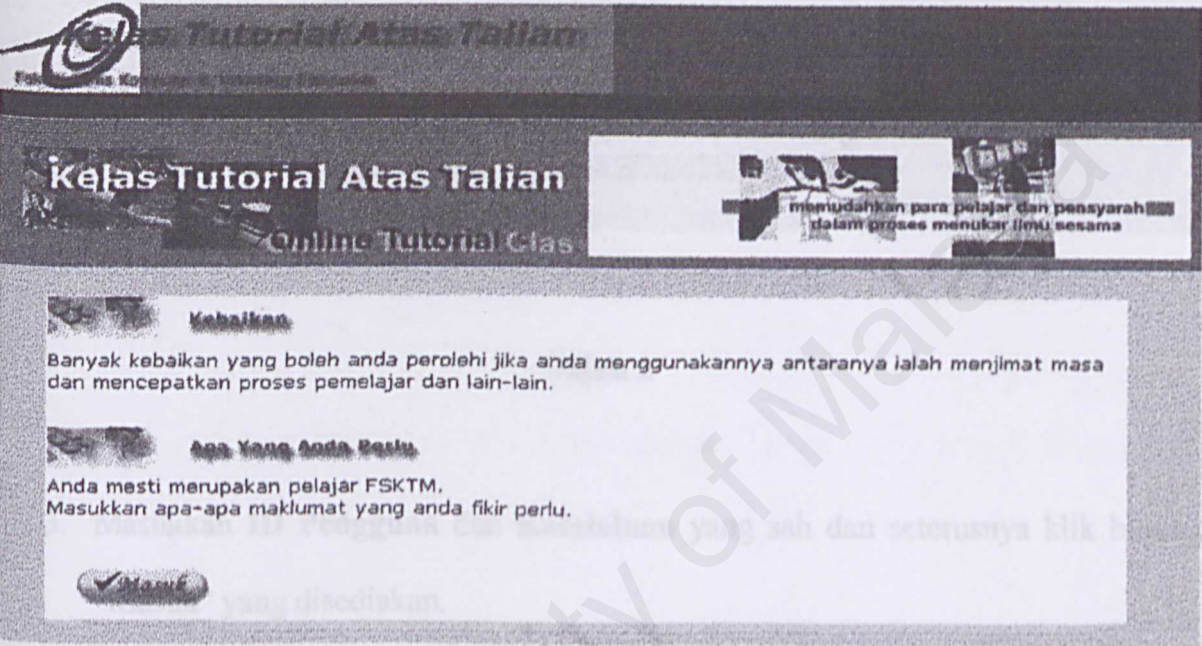 Kelas Tutorial Atas Talian
Kelas Tutorial Atas Talian
Online Tutorial Clas
memudahkan para pelajar dan pensyarah
dalam proses menukar ilmu sesama
Kebaikan
Banyak kebaikan yang boleh anda perolehi jika anda menggunakannya antaranya ialah menjimat masa
dan mencepatkan proses pemelajar dan lain-lain.
Apa Yang Anda Perlu
Anda mesti merupakan pelajar FSKTM.
Masukkan apa-apa maklumat yang anda fikir perlu.
Masukkan ID Pengguna dan Katalaluan yang sah dan seterusnya klik
Masuk
yang disediakan.
ty of Malaya